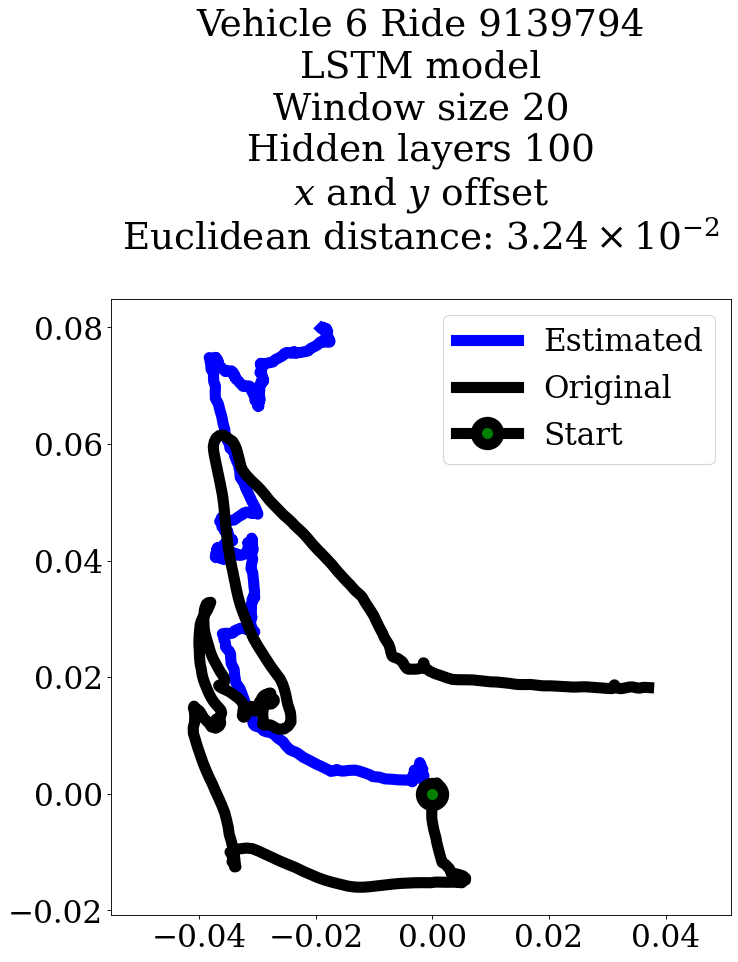 Vehicle 6 Ride 9139794
LSTM model
Window size 20
Hidden layers 100
x and y offset
Euclidean distance: 3.24 × 10⁻²
Estimated
Original
Start
0.08
0.06
0.04
0.02
0.00
−0.02
−0.04 −0.02 0.00 0.02 0.04